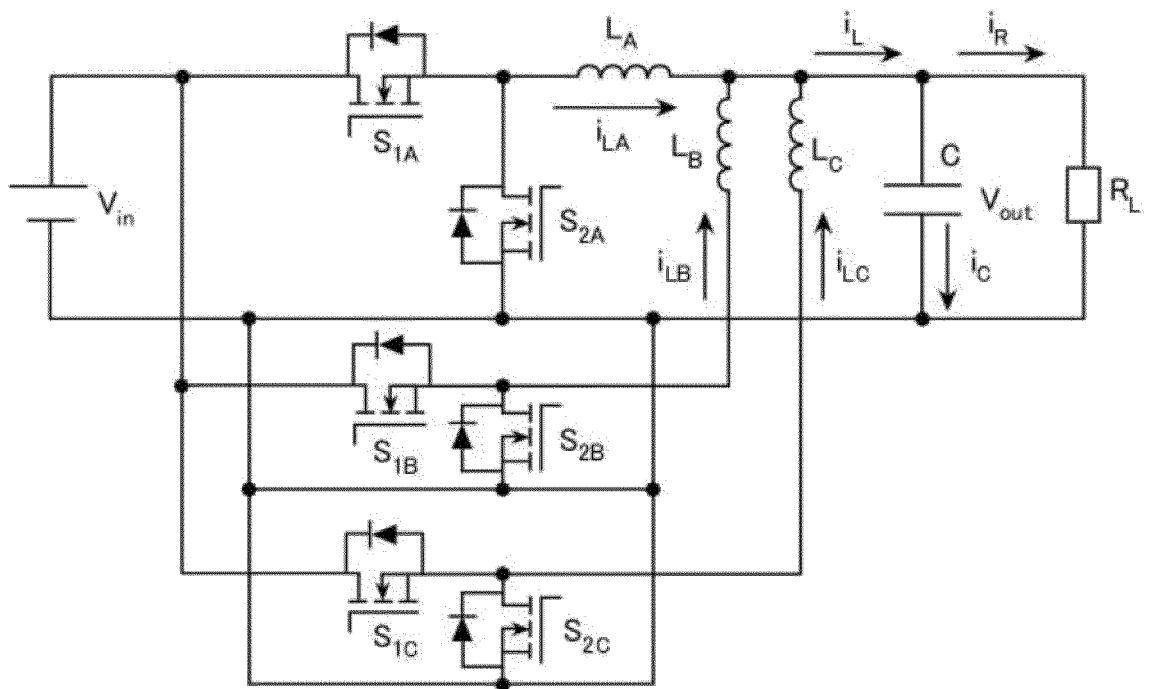 L_A
i_L
i_R
S_1A
i_LA
L_B
L_C
C
V_in
S_2A
V_out
R_L
i_LB
i_LC
i_C
S_1B
S_2B
S_1C
S_2C